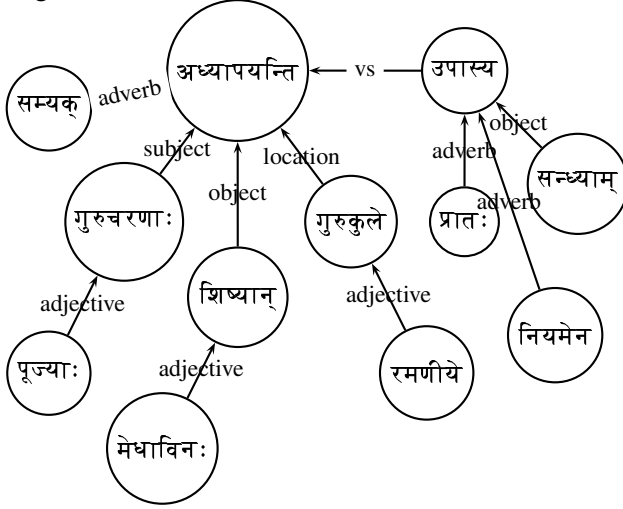 अध्यापयन्ति
vs
उपास्य
सम्यक्
adverb
subject
location
object
adverb
object
सन्ध्याम्
adverb
गुरुचरणाः
गुरुकुले
प्रातः
शिष्यान्
adjective
adjective
नियमेन
पूज्याः
adjective
रमणीये
मेधाविनः